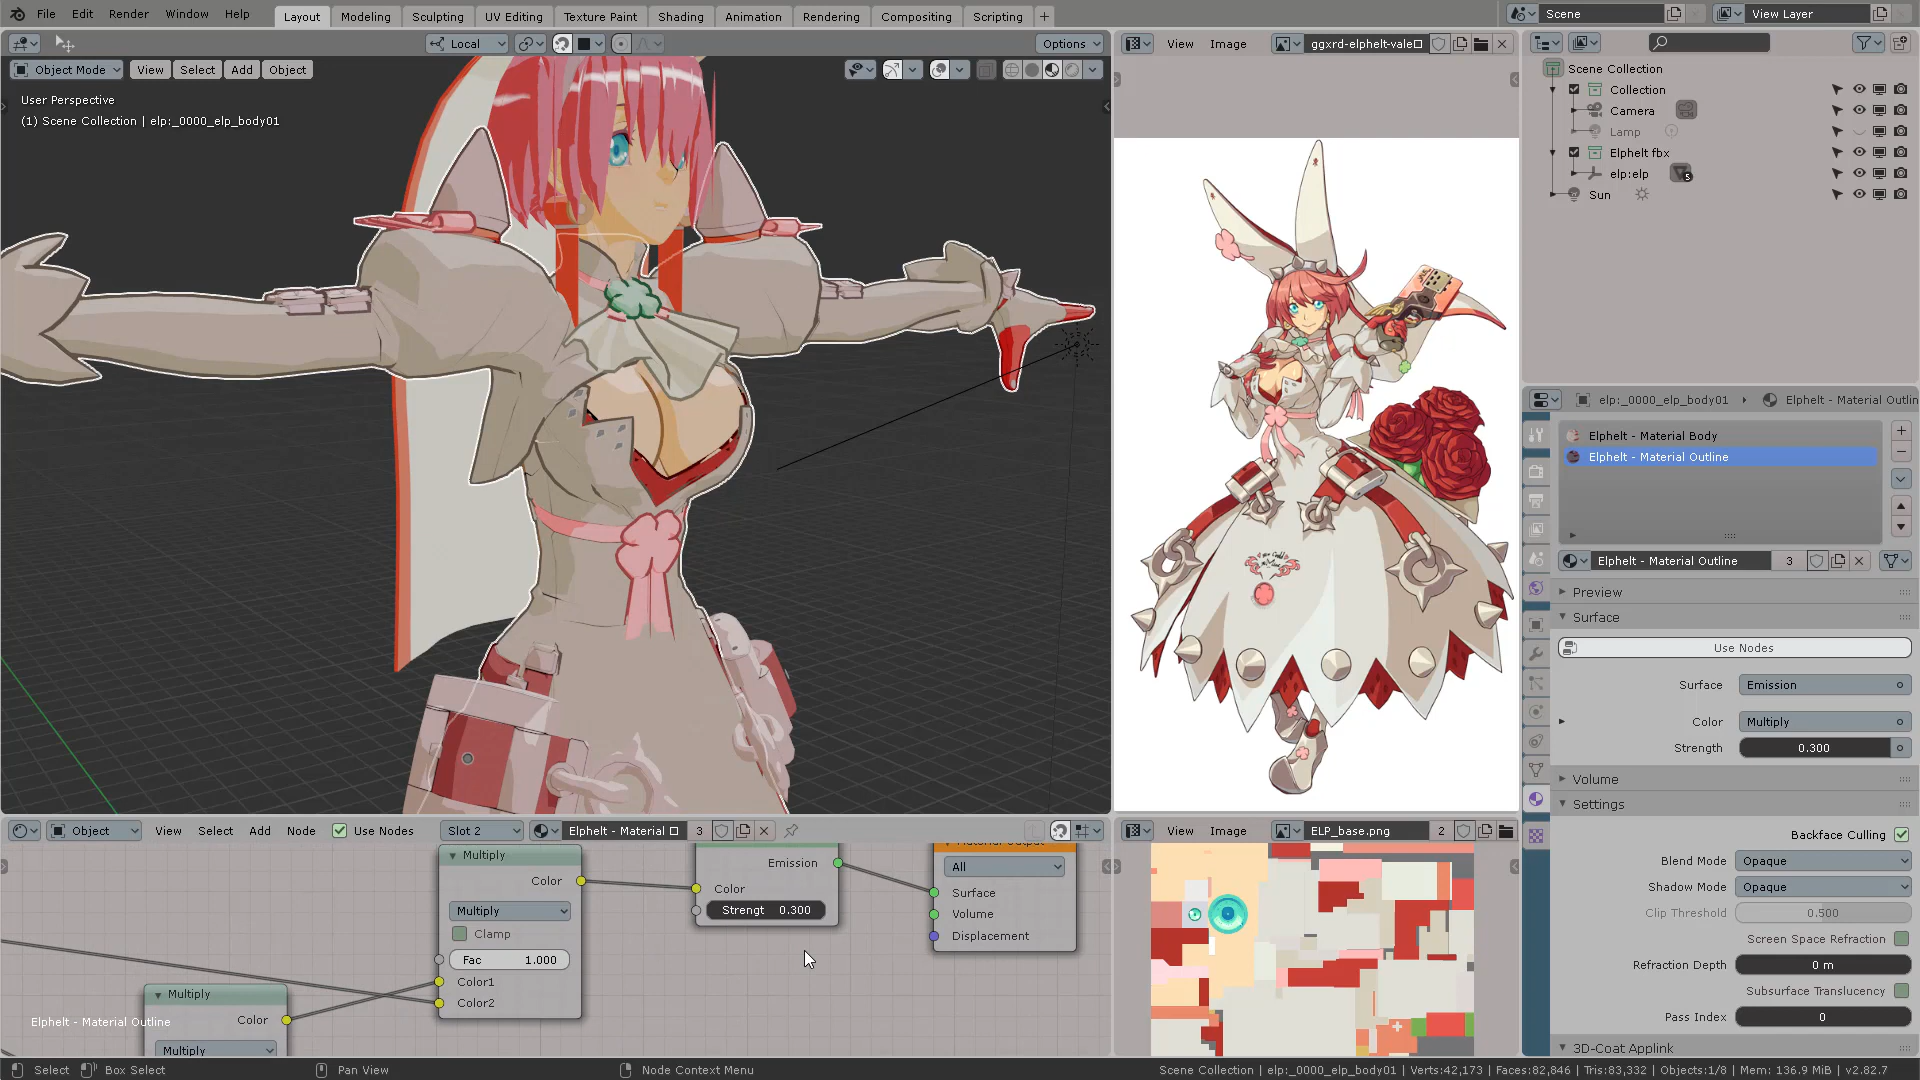 File Edit Render Window Help Layout Modeling Sculpting UV Editing Texture Paint Shading Animation Rendering Compositing Scripting + Scene View Layer
Local Options
Object Mode View Select Add Object
User Perspective
(1) Scene Collection | elp:_0000_elp_body01
View Image ggxrd-elphelt-vale
Scene Collection
Collection
Camera
Lamp
Elphelt fbx
elp:elp 5
Sun
elp:_0000_elp_body01 Elphelt - Material Outlin
Elphelt - Material Body
Elphelt - Material Outline
Elphelt - Material Outline 3
Preview
Surface
Use Nodes
Surface Emission
Color Multiply
Strength 0.300
Volume
Settings
Backface Culling
Blend Mode Opaque
Shadow Mode Opaque
Clip Threshold 0.500
Screen Space Refraction
Refraction Depth 0 m
Subsurface Translucency
Pass Index 0
3D-Coat Applink
Object View Select Add Node Use Nodes Slot 2 Elphelt - Material 3
Multiply
Color
Multiply
Clamp
Fac 1.000
Color1
Color2
Emission
Color
Strengt 0.300
Material Output
All
Surface
Volume
Displacement
Multiply
Color
Multiply
Elphelt - Material Outline
View Image ELP_base.png 2
Select Box Select Pan View Node Context Menu
Scene Collection | elp:_0000_elp_body01 | Verts:42,173 | Faces:82,846 | Tris:83,332 | Objects:1/8 | Mem: 136.9 MiB | v2.82.7